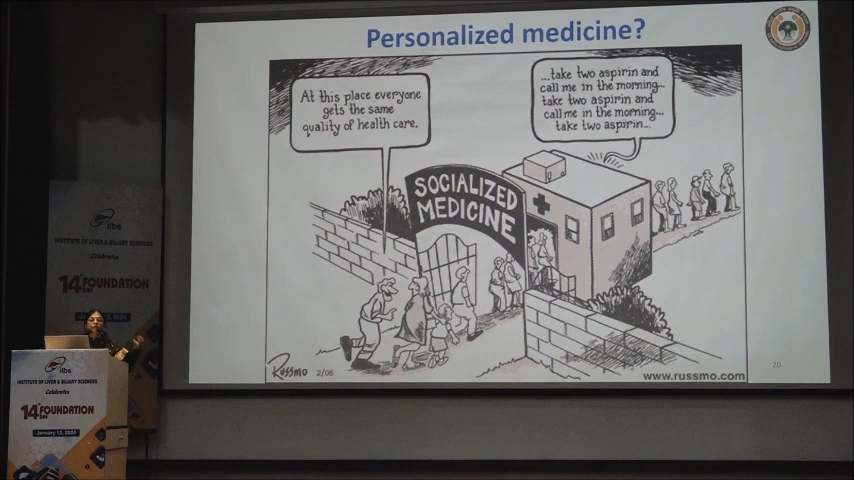 Personalized medicine?
At this place everyone
gets the same
quality of health care.
...take two aspirin and
call me in the morning...
take two aspirin and
call me in the morning...
take two aspirin...
SOCIALIZED
MEDICINE
Russmo 2/06
www.russmo.com
20
ilbs
INSTITUTE OF LIVER & BILIARY SCIENCES
Celebrates
14th FOUNDATION
DAY
ilbs
INSTITUTE OF LIVER & BILIARY SCIENCES
Celebrates
14th FOUNDATION
DAY
January 13, 2024